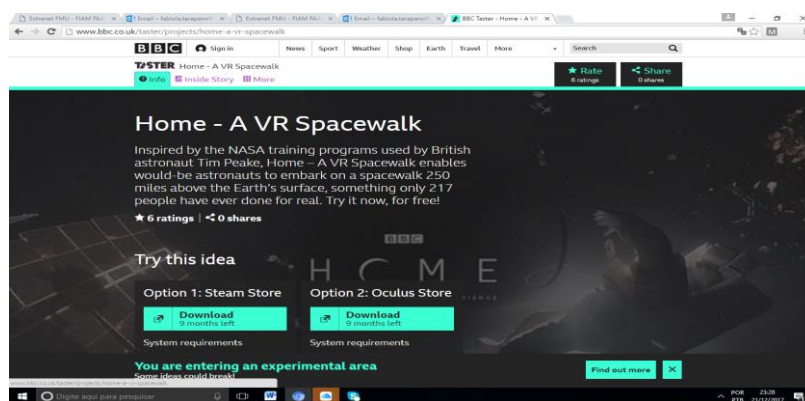 Extranet FMU - FIAM FAA
Email - fabiola.tarapanoff
Extranet FMU - FIAM FAA
Email - fabiola.tarapanoff
BBC Taster - Home - A VR
www.bbc.co.uk/taster/projects/home-a-vr-spacewalk
BBC Sign in News Sport Weather Shop Earth Travel More Search
TASTER Home - A VR Spacewalk
Info Inside Story More
Rate
6 ratings
Share
0 shares
Home - A VR Spacewalk
Inspired by the NASA training programs used by British
astronaut Tim Peake, Home – A VR Spacewalk enables
would-be astronauts to embark on a spacewalk 250
miles above the Earth's surface, something only 217
people have ever done for real. Try it now, for free!
6 ratings | 0 shares
BBC
HOME
Try this idea
Option 1: Steam Store
Download
9 months left
System requirements
Option 2: Oculus Store
Download
9 months left
System requirements
You are entering an experimental area
Some ideas could break!
Find out more
www.bbc.co.uk/taster/projects/home-a-vr-spacewalk
Digite aqui para pesquisar
POR
PTB
23:28
21/12/2017